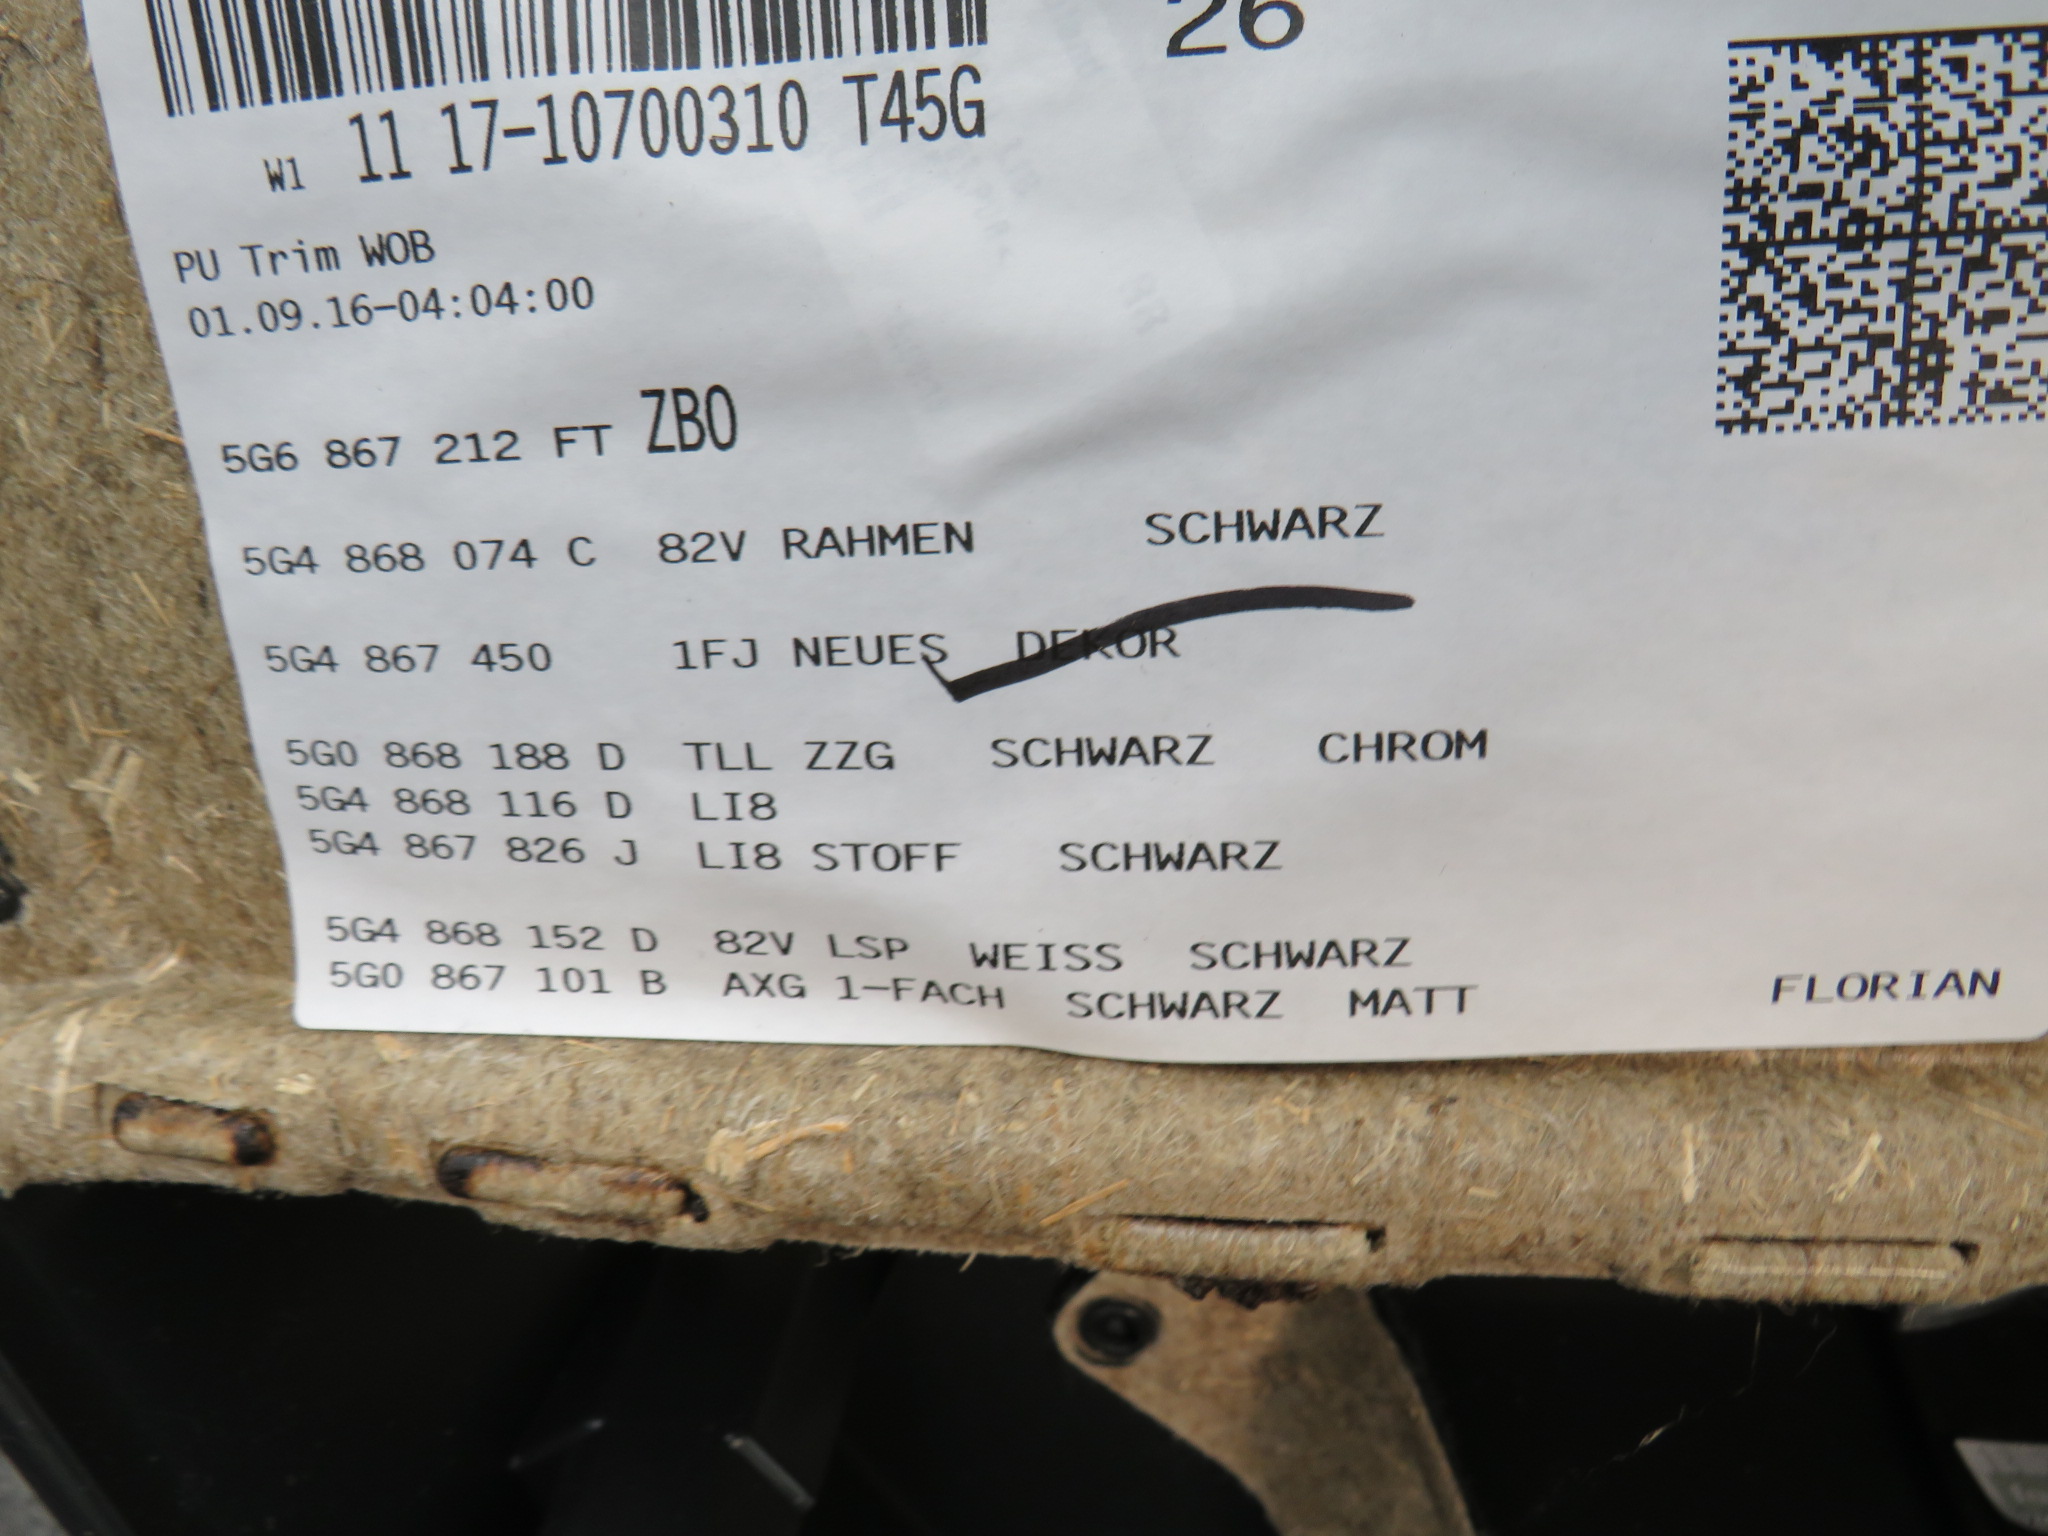 26
W1 11 17-10700310 T45G
PU Trim WOB
01.09.16-04:04:00
5G6 867 212 FT ZB0
5G4 868 074 C 82V RAHMEN SCHWARZ
5G4 867 450 1FJ NEUES DEKOR
5G0 868 188 D TLL ZZG SCHWARZ CHROM
5G4 868 116 D LI8
5G4 867 826 J LI8 STOFF SCHWARZ
5G4 868 152 D 82V LSP WEISS SCHWARZ
5G0 867 101 B AXG 1-FACH SCHWARZ MATT
FLORIAN